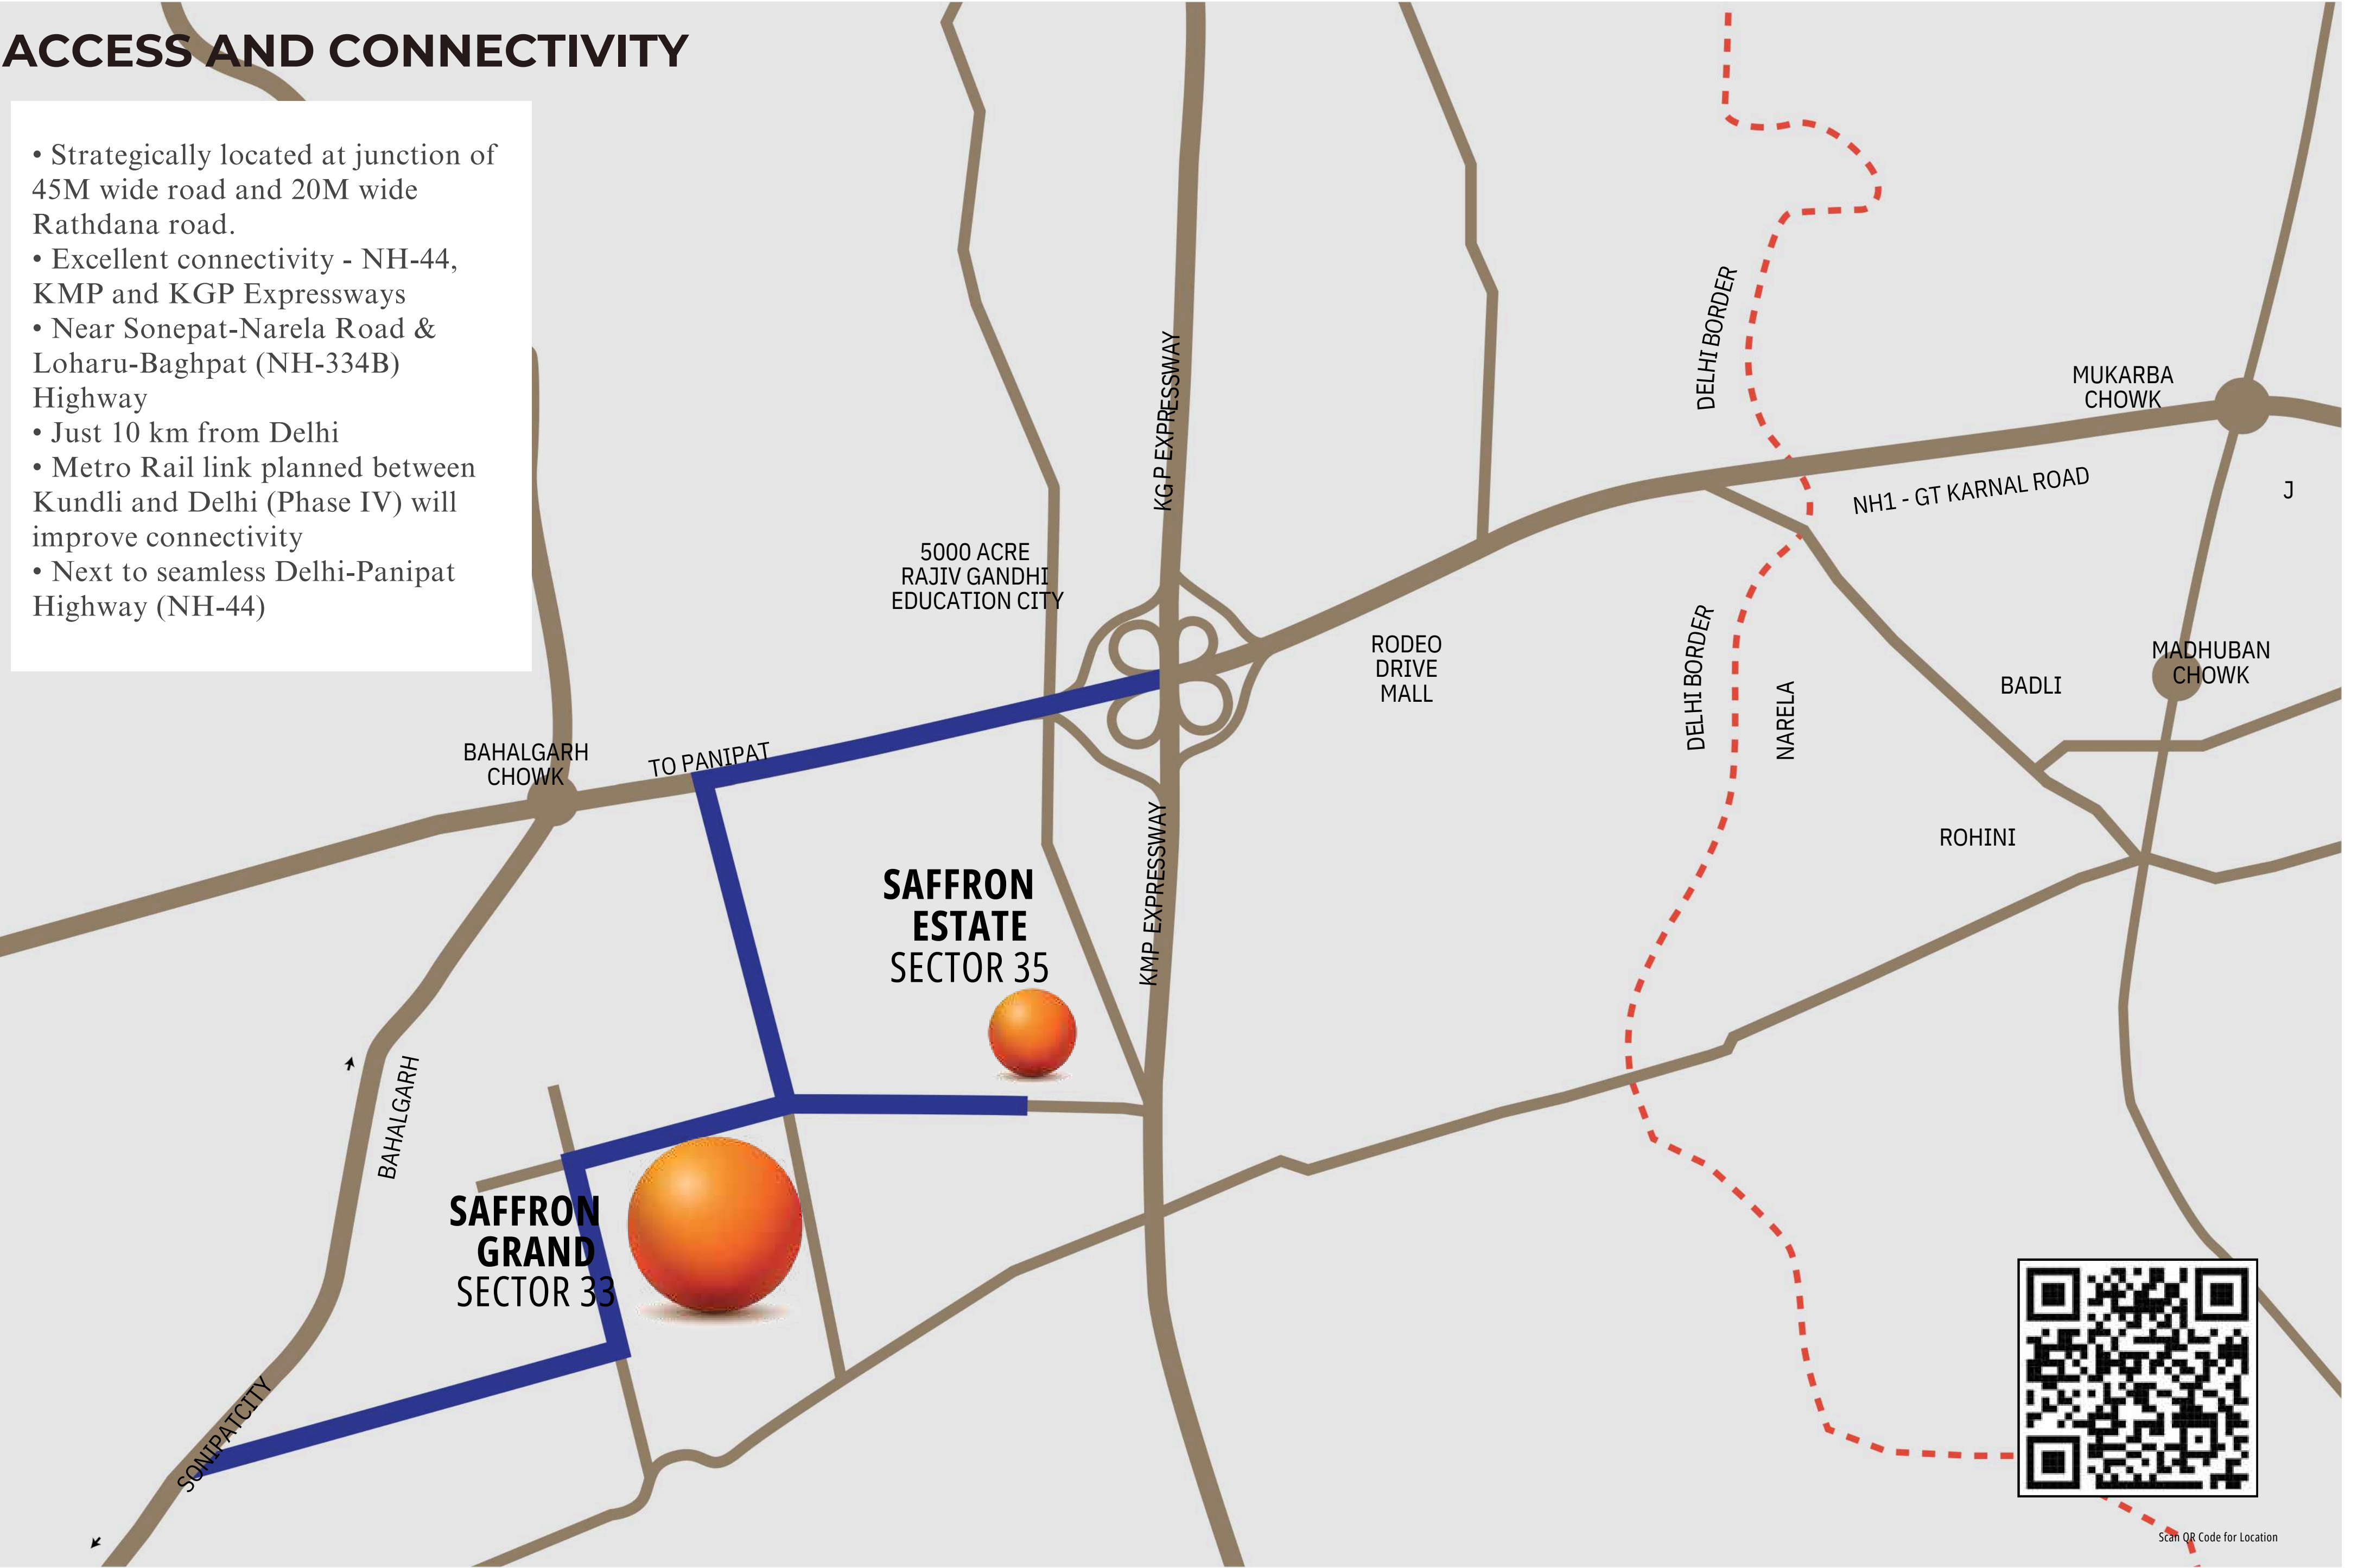 ACCESS AND CONNECTIVITY
• Strategically located at junction of
45M wide road and 20M wide
Rathdana road.
• Excellent connectivity - NH-44,
KMP and KGP Expressways
• Near Sonepat-Narela Road &
Loharu-Baghpat (NH-334B)
Highway
• Just 10 km from Delhi
• Metro Rail link planned between
Kundli and Delhi (Phase IV) will
improve connectivity
• Next to seamless Delhi-Panipat
Highway (NH-44)
DELHI BORDER
KGP EXPRESSWAY
MUKARBA
CHOWK
NH1 - GT KARNAL ROAD
J
5000 ACRE
RAJIV GANDHI
EDUCATION CITY
RODEO
DRIVE
MALL
DELHI BORDER
NARELA
BADLI
MADHUBAN
CHOWK
BAHALGARH
CHOWK
TO PANIPAT
ROHINI
SAFFRON
ESTATE
SECTOR 35
KMP EXPRESSWAY
BAHALGARH
SAFFRON
GRAND
SECTOR 33
SONIPATCITY
Scan QR Code for Location